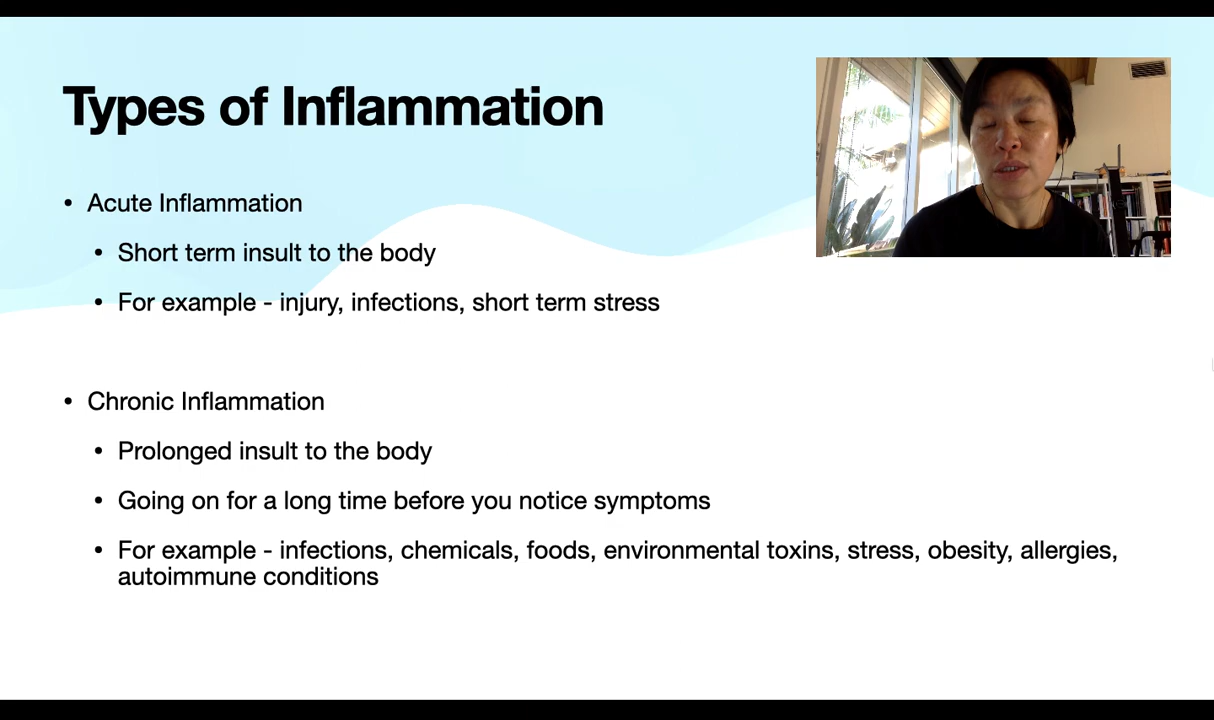 Types of Inflammation
• Acute Inflammation
• Short term insult to the body
• For example - injury, infections, short term stress
• Chronic Inflammation
• Prolonged insult to the body
• Going on for a long time before you notice symptoms
• For example - infections, chemicals, foods, environmental toxins, stress, obesity, allergies,
autoimmune conditions